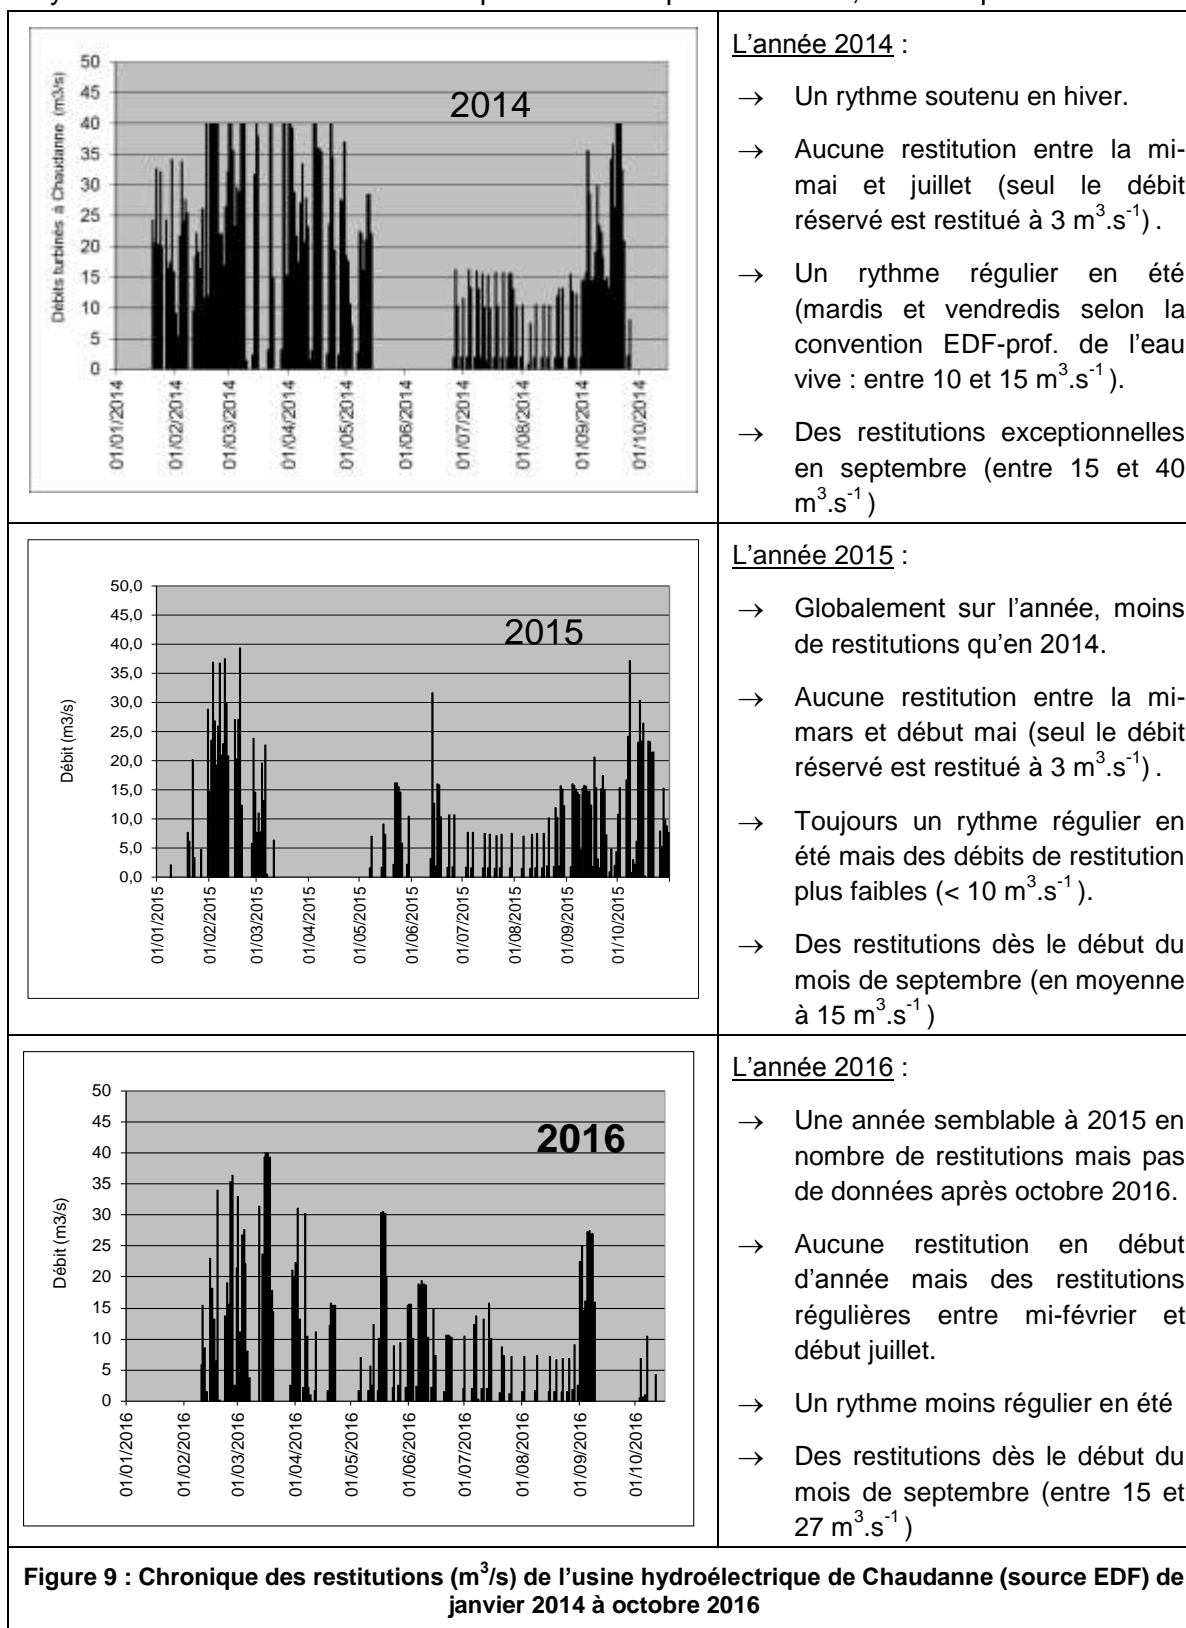 50
45
40
35
30
25
20
15
10
5
0
Débits turbinés à Chaudanne (m3/s)
2014
01/01/2014
01/02/2014
01/03/2014
01/04/2014
01/05/2014
01/06/2014
01/07/2014
01/08/2014
01/09/2014
01/10/2014
L'année 2014 :
→ Un rythme soutenu en hiver.
→ Aucune restitution entre la mi-
mai et juillet (seul le débit
réservé est restitué à 3 m³.s⁻¹) .
→ Un rythme régulier en été
(mardis et vendredis selon la
convention EDF-prof. de l'eau
vive : entre 10 et 15 m³.s⁻¹ ).
→ Des restitutions exceptionnelles
en septembre (entre 15 et 40
m³.s⁻¹ )
50,0
45,0
40,0
35,0
30,0
25,0
20,0
15,0
10,0
5,0
0,0
Débit (m3/s)
2015
01/01/2015
01/02/2015
01/03/2015
01/04/2015
01/05/2015
01/06/2015
01/07/2015
01/08/2015
01/09/2015
01/10/2015
L'année 2015 :
→ Globalement sur l'année, moins
de restitutions qu'en 2014.
→ Aucune restitution entre la mi-
mars et début mai (seul le débit
réservé est restitué à 3 m³.s⁻¹) .
→ Toujours un rythme régulier en
été mais des débits de restitution
plus faibles (< 10 m³.s⁻¹ ).
→ Des restitutions dès le début du
mois de septembre (en moyenne
à 15 m³.s⁻¹ )
50
45
40
35
30
25
20
15
10
5
0
Débit (m3/s)
2016
01/01/2016
01/02/2016
01/03/2016
01/04/2016
01/05/2016
01/06/2016
01/07/2016
01/08/2016
01/09/2016
01/10/2016
L'année 2016 :
→ Une année semblable à 2015 en
nombre de restitutions mais pas
de données après octobre 2016.
→ Aucune restitution en début
d'année mais des restitutions
régulières entre mi-février et
début juillet.
→ Un rythme moins régulier en été
→ Des restitutions dès le début du
mois de septembre (entre 15 et
27 m³.s⁻¹ )
Figure 9 : Chronique des restitutions (m³/s) de l'usine hydroélectrique de Chaudanne (source EDF) de
janvier 2014 à octobre 2016